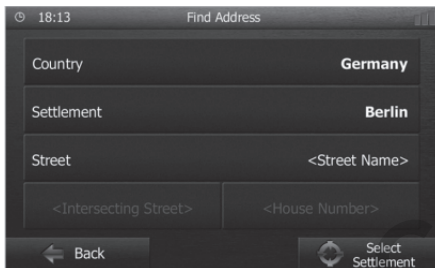 18:13 Find Address
Country Germany
Settlement Berlin
Street <Street Name>
<Intersecting Street> <House Number>
Back Select Settlement